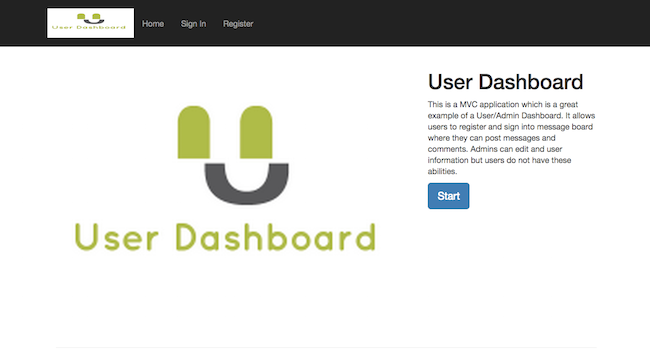 User Dashboard
Home
Sign In
Register
User Dashboard
User Dashboard
This is a MVC application which is a great
example of a User/Admin Dashboard. It allows
users to register and sign into message board
where they can post messages and
comments. Admins can edit and user
information but users do not have these
abilities.
Start